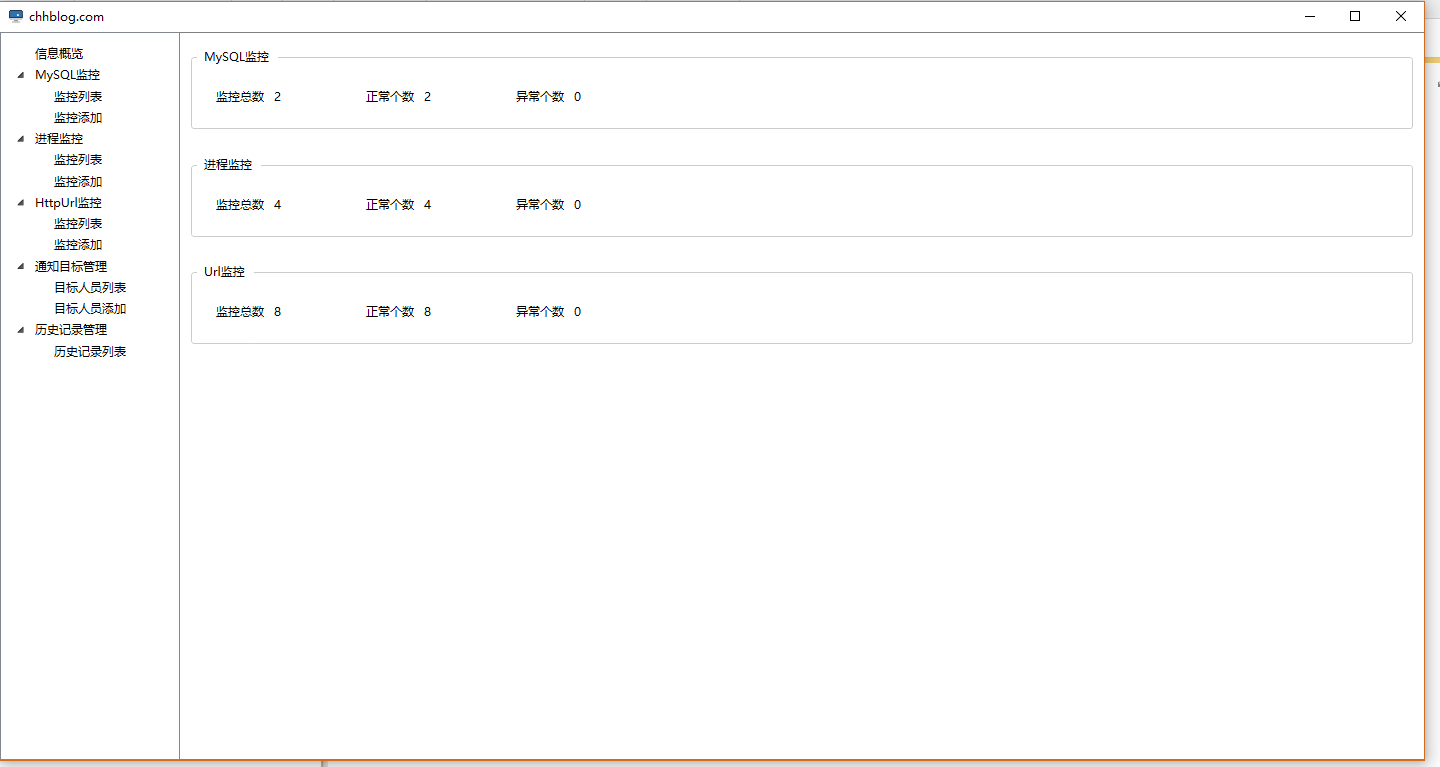 chhblog.com
信息概览
MySQL监控
监控列表
监控添加
进程监控
监控列表
监控添加
HttpUrl监控
监控列表
监控添加
通知目标管理
目标人员列表
目标人员添加
历史记录管理
历史记录列表
MySQL监控
监控总数 2 正常个数 2 异常个数 0
进程监控
监控总数 4 正常个数 4 异常个数 0
Url监控
监控总数 8 正常个数 8 异常个数 0